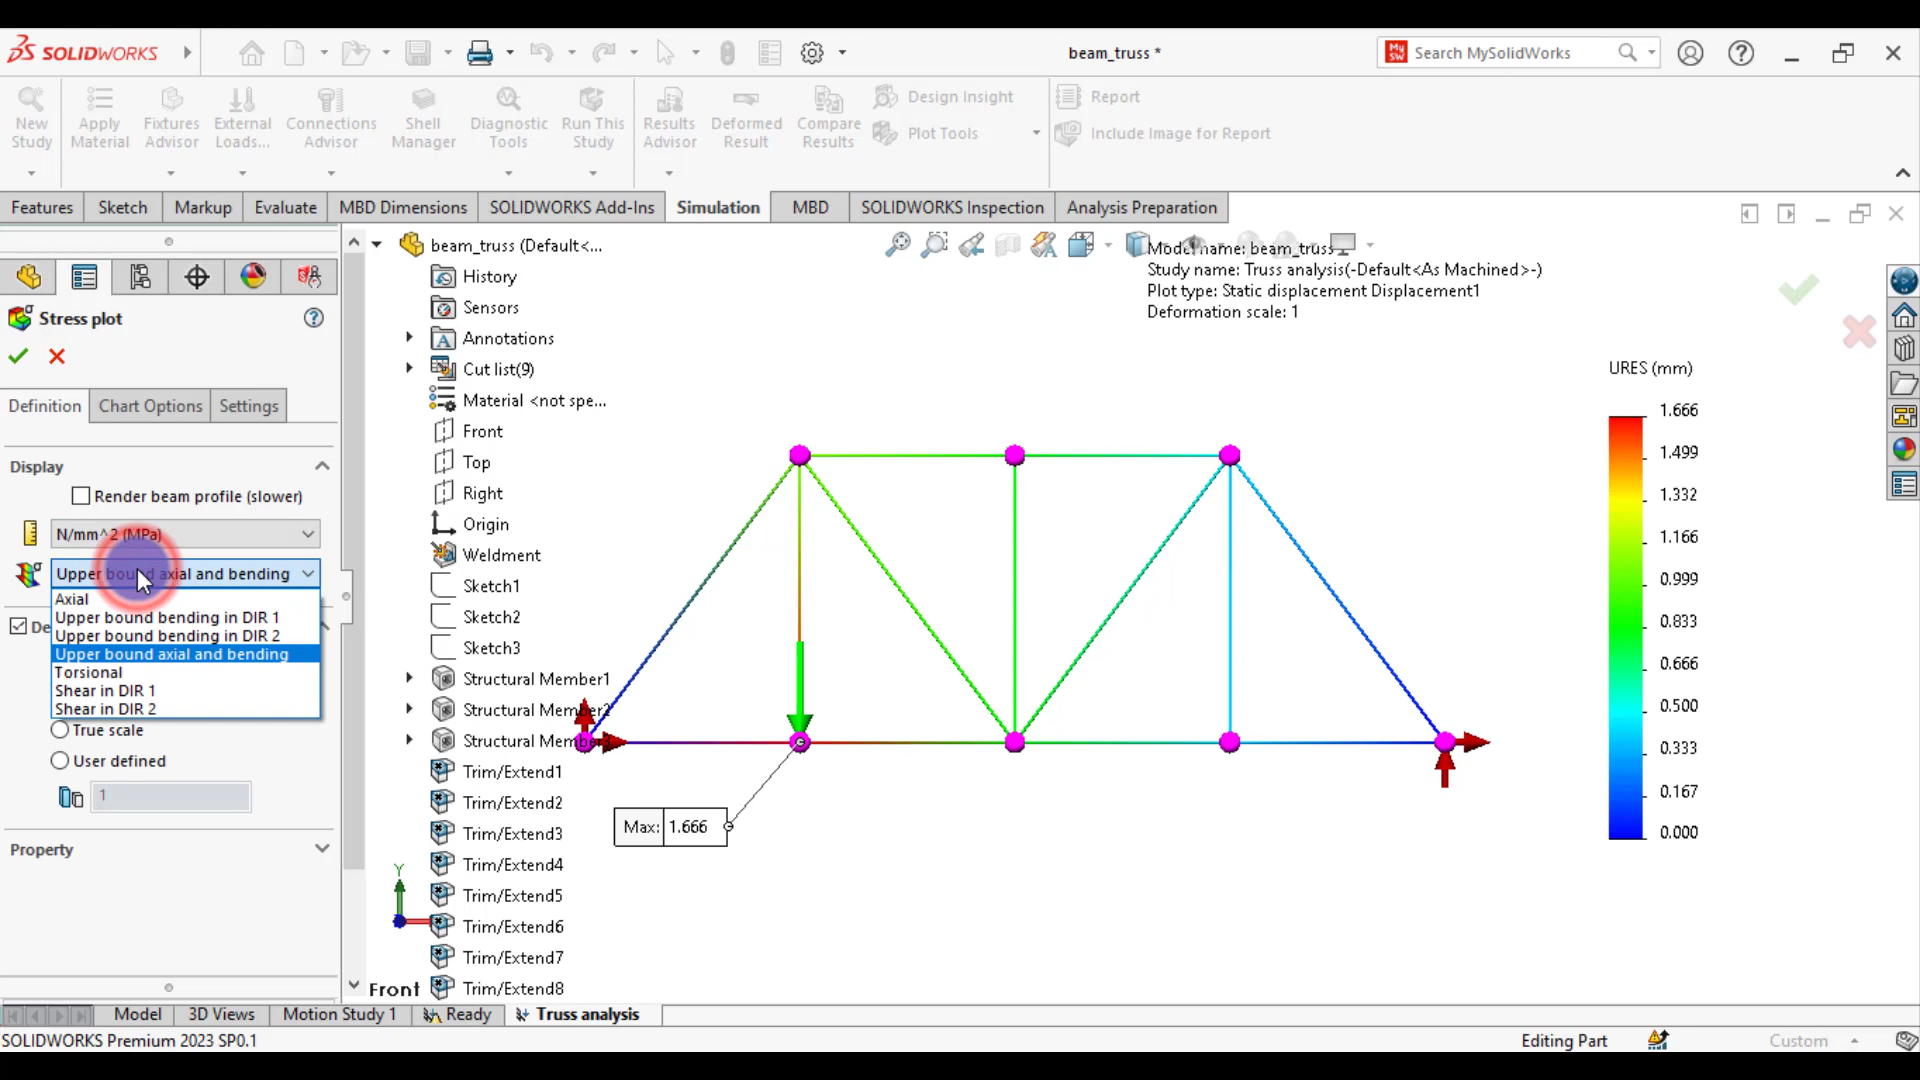 SOLIDWORKS
beam_truss *
Search MySolidWorks
New Study
Apply Material
Fixtures Advisor
External Loads...
Connections Advisor
Shell Manager
Diagnostic Tools
Run This Study
Results Advisor
Deformed Result
Compare Results
Design Insight
Plot Tools
Report
Include Image for Report
Features
Sketch
Markup
Evaluate
MBD Dimensions
SOLIDWORKS Add-Ins
Simulation
MBD
SOLIDWORKS Inspection
Analysis Preparation
Stress plot
Definition
Chart Options
Settings
Display
Render beam profile (slower)
N/mm^2 (MPa)
Upper bound axial and bending
Axial
Upper bound bending in DIR 1
Upper bound bending in DIR 2
Upper bound axial and bending
Torsional
Shear in DIR 1
Shear in DIR 2
De
True scale
User defined
1
Property
beam_truss (Default<...
History
Sensors
Annotations
Cut list(9)
Material <not spe...
Front
Top
Right
Origin
Weldment
Sketch1
Sketch2
Sketch3
Structural Member1
Structural Member2
Structural Membe
Trim/Extend1
Trim/Extend2
Trim/Extend3
Trim/Extend4
Trim/Extend5
Trim/Extend6
Trim/Extend7
Trim/Extend8
Model name: beam_truss
Study name: Truss analysis(-Default<As Machined>-)
Plot type: Static displacement Displacement1
Deformation scale: 1
URES (mm)
1.666
1.499
1.332
1.166
0.999
0.833
0.666
0.500
0.333
0.167
0.000
Max: 1.666
Y
Front
Model
3D Views
Motion Study 1
Ready
Truss analysis
SOLIDWORKS Premium 2023 SP0.1
Editing Part
Custom